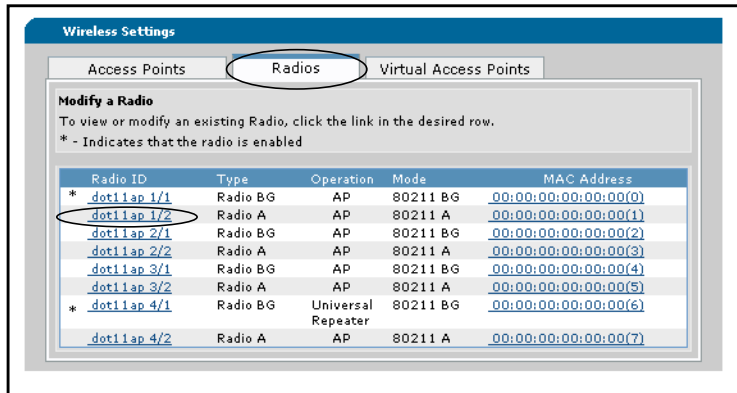 Wireless Settings
Access Points Radios Virtual Access Points
Modify a Radio
To view or modify an existing Radio, click the link in the desired row.
* - Indicates that the radio is enabled
Radio ID Type Operation Mode MAC Address
* dot11ap 1/1 Radio BG AP 80211 BG 00:00:00:00:00:00(0)
dot11ap 1/2 Radio A AP 80211 A 00:00:00:00:00:00(1)
dot11ap 2/1 Radio BG AP 80211 BG 00:00:00:00:00:00(2)
dot11ap 2/2 Radio A AP 80211 A 00:00:00:00:00:00(3)
dot11ap 3/1 Radio BG AP 80211 BG 00:00:00:00:00:00(4)
dot11ap 3/2 Radio A AP 80211 A 00:00:00:00:00:00(5)
* dot11ap 4/1 Radio BG Universal 80211 BG 00:00:00:00:00:00(6)
Repeater
dot11ap 4/2 Radio A AP 80211 A 00:00:00:00:00:00(7)